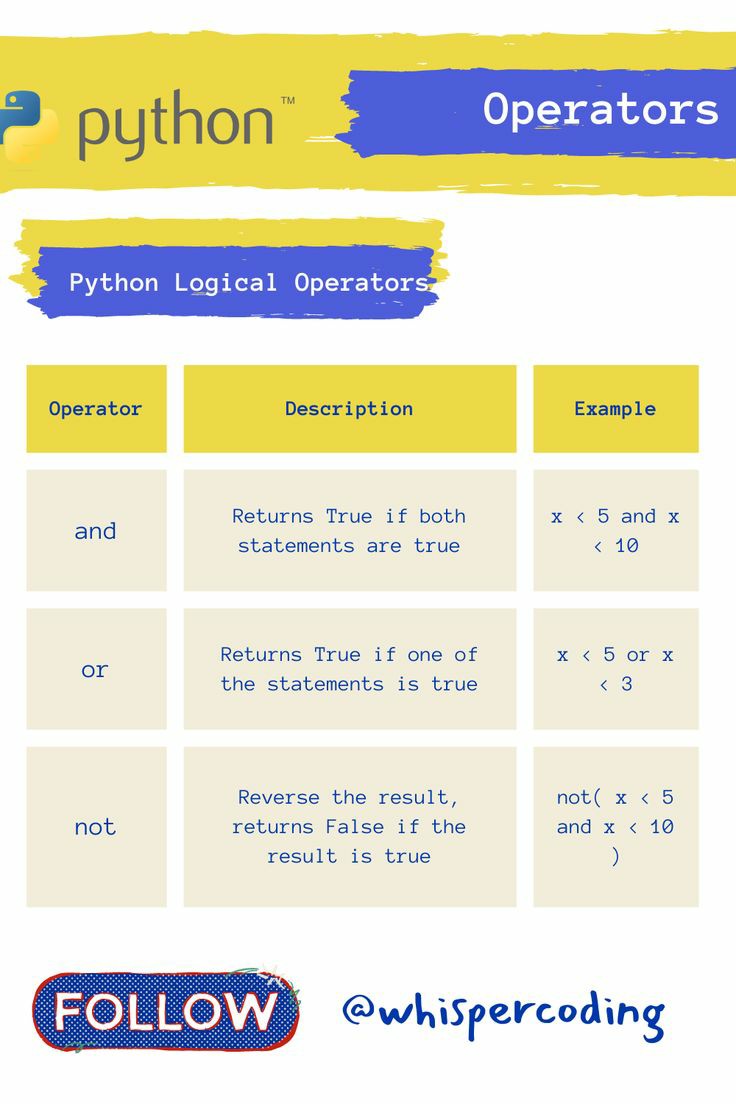 python™
Operators
Python Logical Operators
Operator
Description
Example
and
Returns True if both
statements are true
x < 5 and x
< 10
or
Returns True if one of
the statements is true
x < 5 or x
< 3
not
Reverse the result,
returns False if the
result is true
not( x < 5
and x < 10
)
FOLLOW
@whispercoding